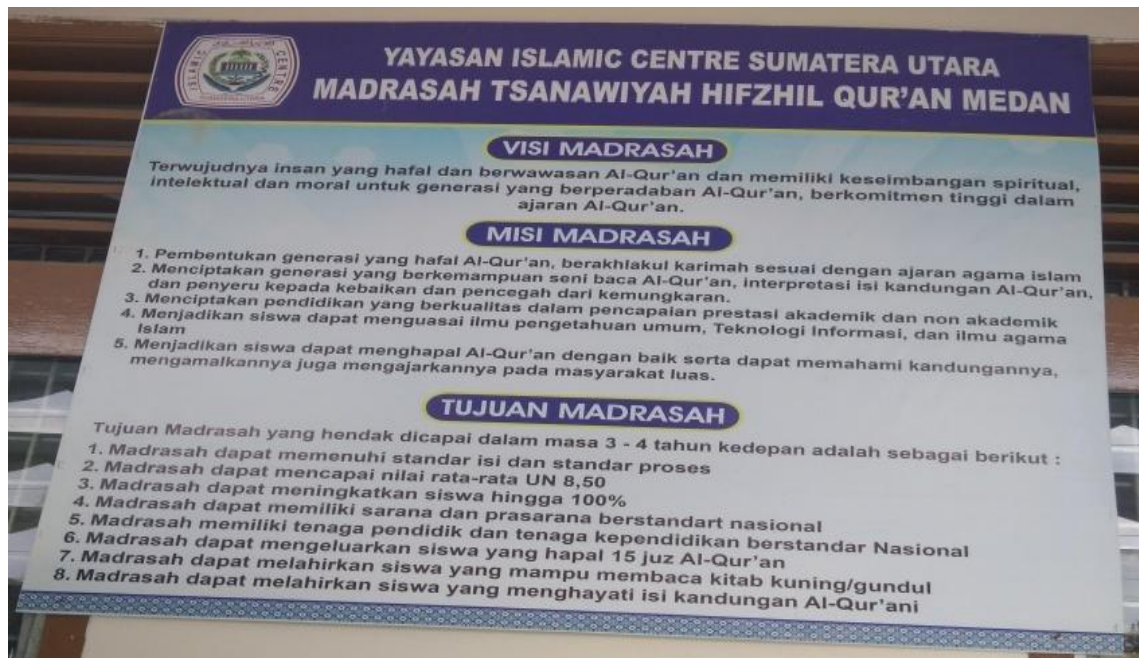 ISLAMIC CENTRE
SUMATERA UTARA
YAYASAN ISLAMIC CENTRE SUMATERA UTARA
MADRASAH TSANAWIYAH HIFZHIL QUR'AN MEDAN
VISI MADRASAH
Terwujudnya insan yang hafal dan berwawasan Al-Qur'an dan memiliki keseimbangan spiritual,
intelektual dan moral untuk generasi yang berperadaban Al-Qur'an, berkomitmen tinggi dalam
ajaran Al-Qur'an.
MISI MADRASAH
1. Pembentukan generasi yang hafal Al-Qur'an, berakhlakul karimah sesuai dengan ajaran agama islam
2. Menciptakan generasi yang berkemampuan seni baca Al-Qur'an, interpretasi isi kandungan Al-Qur'an,
dan penyeru kepada kebaikan dan pencegah dari kemungkaran.
3. Menciptakan pendidikan yang berkualitas dalam pencapaian prestasi akademik dan non akademik
4. Menjadikan siswa dapat menguasai ilmu pengetahuan umum, Teknologi Informasi, dan ilmu agama
Islam
5. Menjadikan siswa dapat menghapal Al-Qur'an dengan baik serta dapat memahami kandungannya,
mengamalkannya juga mengajarkannya pada masyarakat luas.
TUJUAN MADRASAH
Tujuan Madrasah yang hendak dicapai dalam masa 3 - 4 tahun kedepan adalah sebagai berikut :
1. Madrasah dapat memenuhi standar isi dan standar proses
2. Madrasah dapat mencapai nilai rata-rata UN 8,50
3. Madrasah dapat meningkatkan siswa hingga 100%
4. Madrasah dapat memiliki sarana dan prasarana berstandart nasional
5. Madrasah memiliki tenaga pendidik dan tenaga kependidikan berstandar Nasional
6. Madrasah dapat mengeluarkan siswa yang hapal 15 juz Al-Qur'an
7. Madrasah dapat melahirkan siswa yang mampu membaca kitab kuning/gundul
8. Madrasah dapat melahirkan siswa yang menghayati isi kandungan Al-Qur'ani